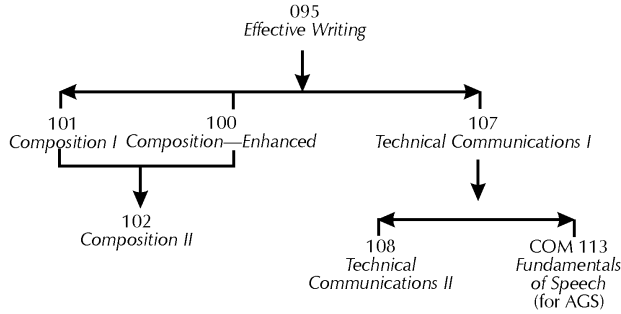 095
Effective Writing
101
Composition I
100
Composition—Enhanced
107
Technical Communications I
102
Composition II
108
Technical
Communications II
COM 113
Fundamentals
of Speech
(for AGS)